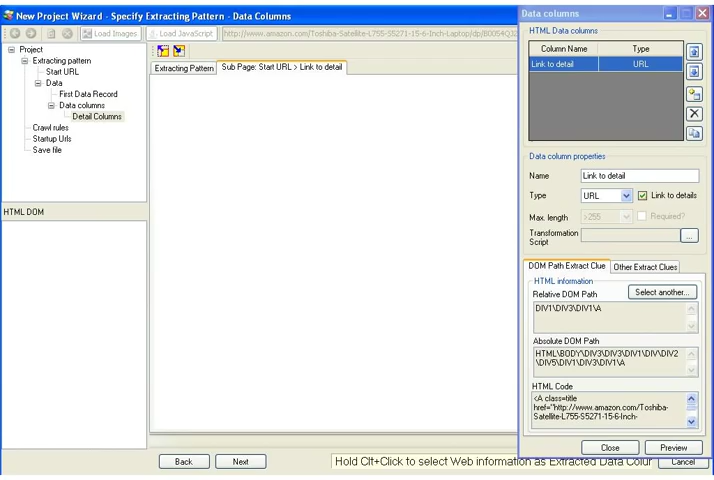 New Project Wizard - Specify Extracting Pattern - Data Columns
Load Images
Load JavaScript
http://www.amazon.com/Toshiba-Satellite-L755-S5271-15-6-Inch-Laptop/dp/B0054QJ2
Project
Extracting pattern
Start URL
Data
First Data Record
Data columns
Detail Columns
Crawl rules
Startup Urls
Save file
HTML DOM
Extracting Pattern
Sub Page: Start URL > Link to detail
Data columns
HTML Data columns
Column Name Type
Link to detail URL
Data column properties
Name Link to detail
Type URL Link to details
Max. length >255 Required?
Transformation
Script ...
DOM Path Extract Clue Other Extract Clues
HTML information
Relative DOM Path Select another...
DIV1\DIV3\DIV1\A
Absolute DOM Path
HTML\BODY\DIV3\DIV3\DIV1\DIV\DIV2
\DIV5\DIV1\DIV3\DIV1\A
HTML Code
<A class=title
href="http://www.amazon.com/Toshiba-
Satellite-L755-S5271-15-6-Inch-
Close Preview
Back Next
Hold Clt+Click to select Web information as Extracted Data Colur
Cancel